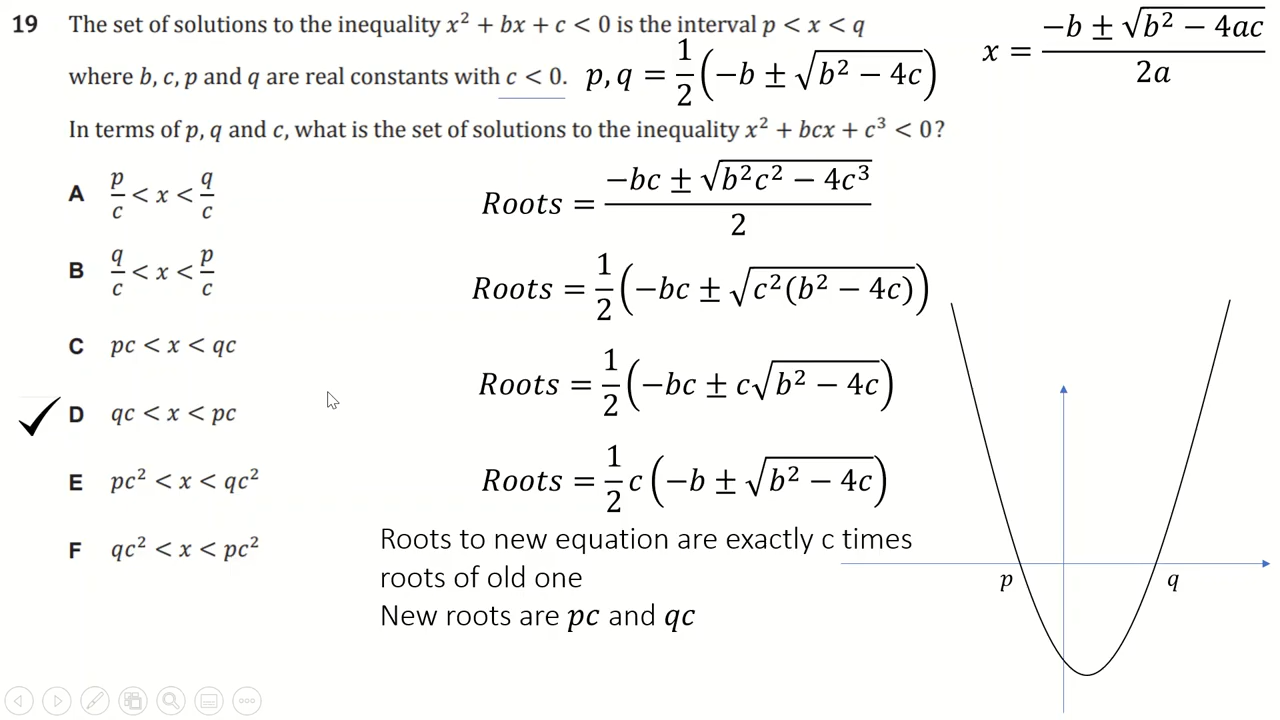 19 The set of solutions to the inequality x² + bx + c < 0 is the interval p < x < q
x = (-b ± √(b² − 4ac)) / 2a
where b, c, p and q are real constants with c < 0. p, q = 1/2 (−b ± √(b² − 4c))
In terms of p, q and c, what is the set of solutions to the inequality x² + bcx + c³ < 0?
A p/c < x < q/c
B q/c < x < p/c
C pc < x < qc
D qc < x < pc
E pc² < x < qc²
F qc² < x < pc²
Roots = (−bc ± √(b²c² − 4c³)) / 2
Roots = 1/2 (−bc ± √(c²(b² − 4c)))
Roots = 1/2 (−bc ± c√(b² − 4c))
Roots = 1/2 c (−b ± √(b² − 4c))
Roots to new equation are exactly c times
roots of old one
New roots are pc and qc
p q